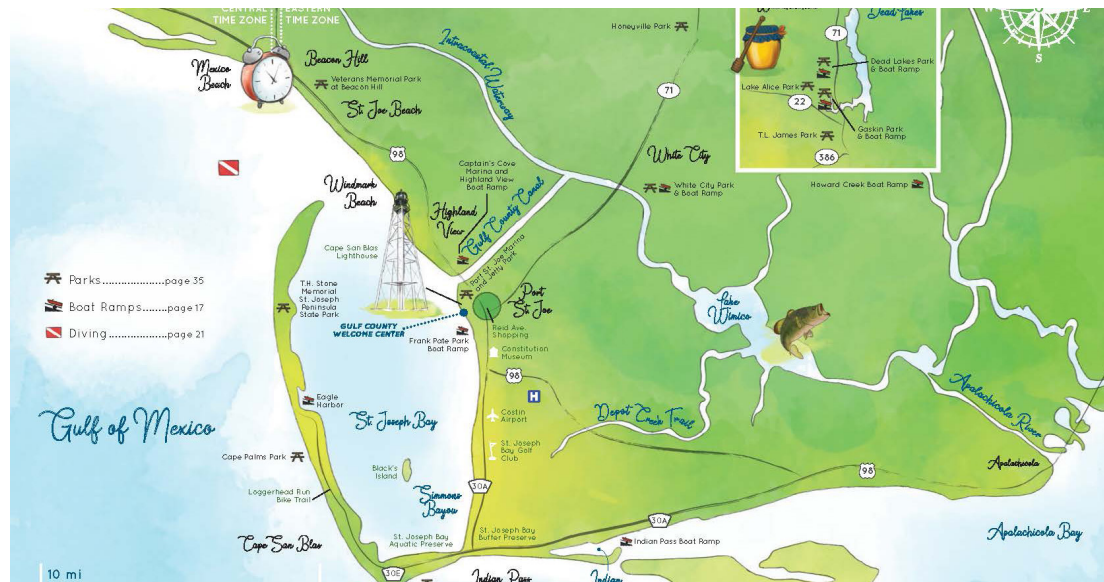 CENTRAL
TIME ZONE
EASTERN
TIME ZONE
Mexico
Beach
Beacon Hill
Veterans Memorial Park
at Beacon Hill
St. Joe Beach
98
Intracoastal Waterway
Honeyville Park
71
Dead Lakes
71
Dead Lakes Park
& Boat Ramp
Lake Alice Park
22
Gaskin Park
& Boat Ramp
T.L. James Park
386
E
S
Windmark
Beach
Captain's Cove
Marina and
Highland View
Boat Ramp
Highland
View
Gulf County Canal
White City
White City Park
& Boat Ramp
Howard Creek Boat Ramp
Cape San Blas
Lighthouse
Port St. Joe Marina
and Jetty Park
Port
St. Joe
Parks.......................page 35
Boat Ramps.......page 17
Diving ..................page 21
T.H. Stone
Memorial
St. Joseph
Peninsula
State Park
GULF COUNTY
WELCOME CENTER
Frank Pate Park
Boat Ramp
Reid Ave.
Shopping
Constitution
Museum
98
H
Lake
Wimico
Costin
Airport
St. Joseph
Bay Golf
Club
Depot Creek Trail
Apalachicola
River
Apalachicola
98
Gulf of Mexico
Eagle
Harbor
St. Joseph Bay
Cape Palms Park
Black's
Island
Loggerhead Run
Bike Trail
Simmons
Bayou
30A
30A
St. Joseph Bay
Aquatic Preserve
St. Joseph Bay
Buffer Preserve
Cape San Blas
30E
Indian Pass Boat Ramp
Indian Pass
Indian
Apalachicola Bay
10 mi